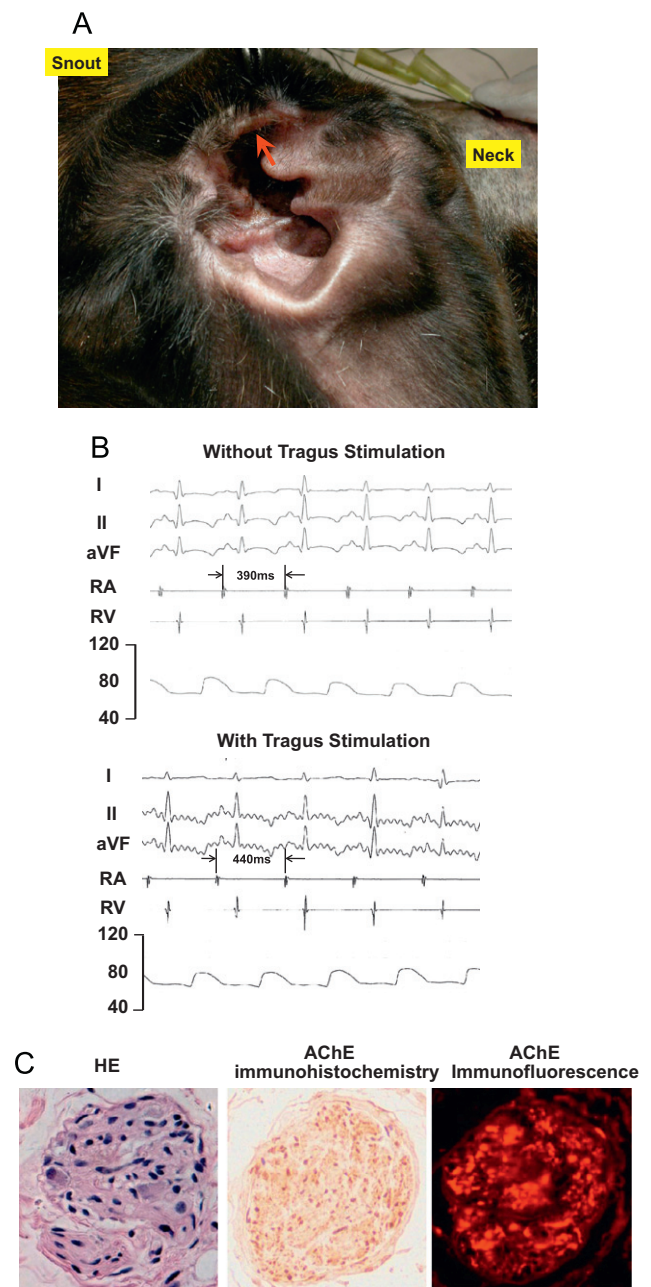 A
Snout
Neck
B
Without Tragus Stimulation
I
II
aVF
390ms
RA
RV
120
80
40
With Tragus Stimulation
I
II
aVF
440ms
RA
RV
120
80
40
C
HE
AChE
immunohistochemistry
AChE
Immunofluorescence